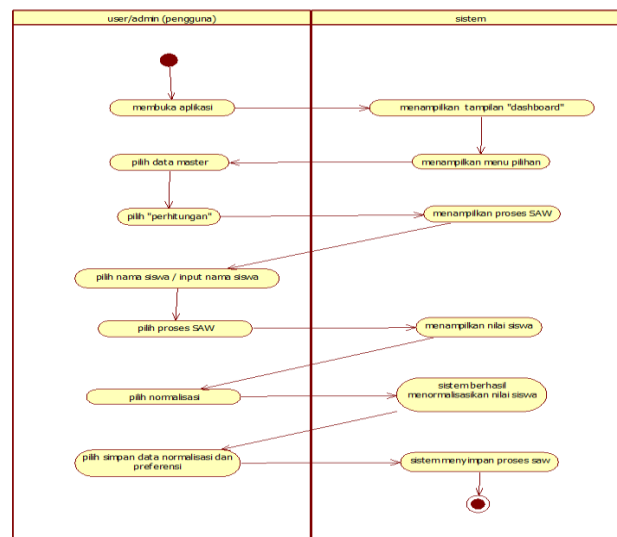 user/admin (pengguna)
sistem
membuka aplikasi
menampilkan tampilan "dashboard"
pilih data master
menampilkan menu pilihan
pilih "perhitungan"
menampilkan proses SAW
pilih nama siswa / input nama siswa
pilih proses SAW
menampilkan nilai siswa
pilih normalisasi
sistem berhasil
menormalisasikan nilai siswa
pilih simpan data normalisasi dan
preferensi
sistem menyimpan proses saw